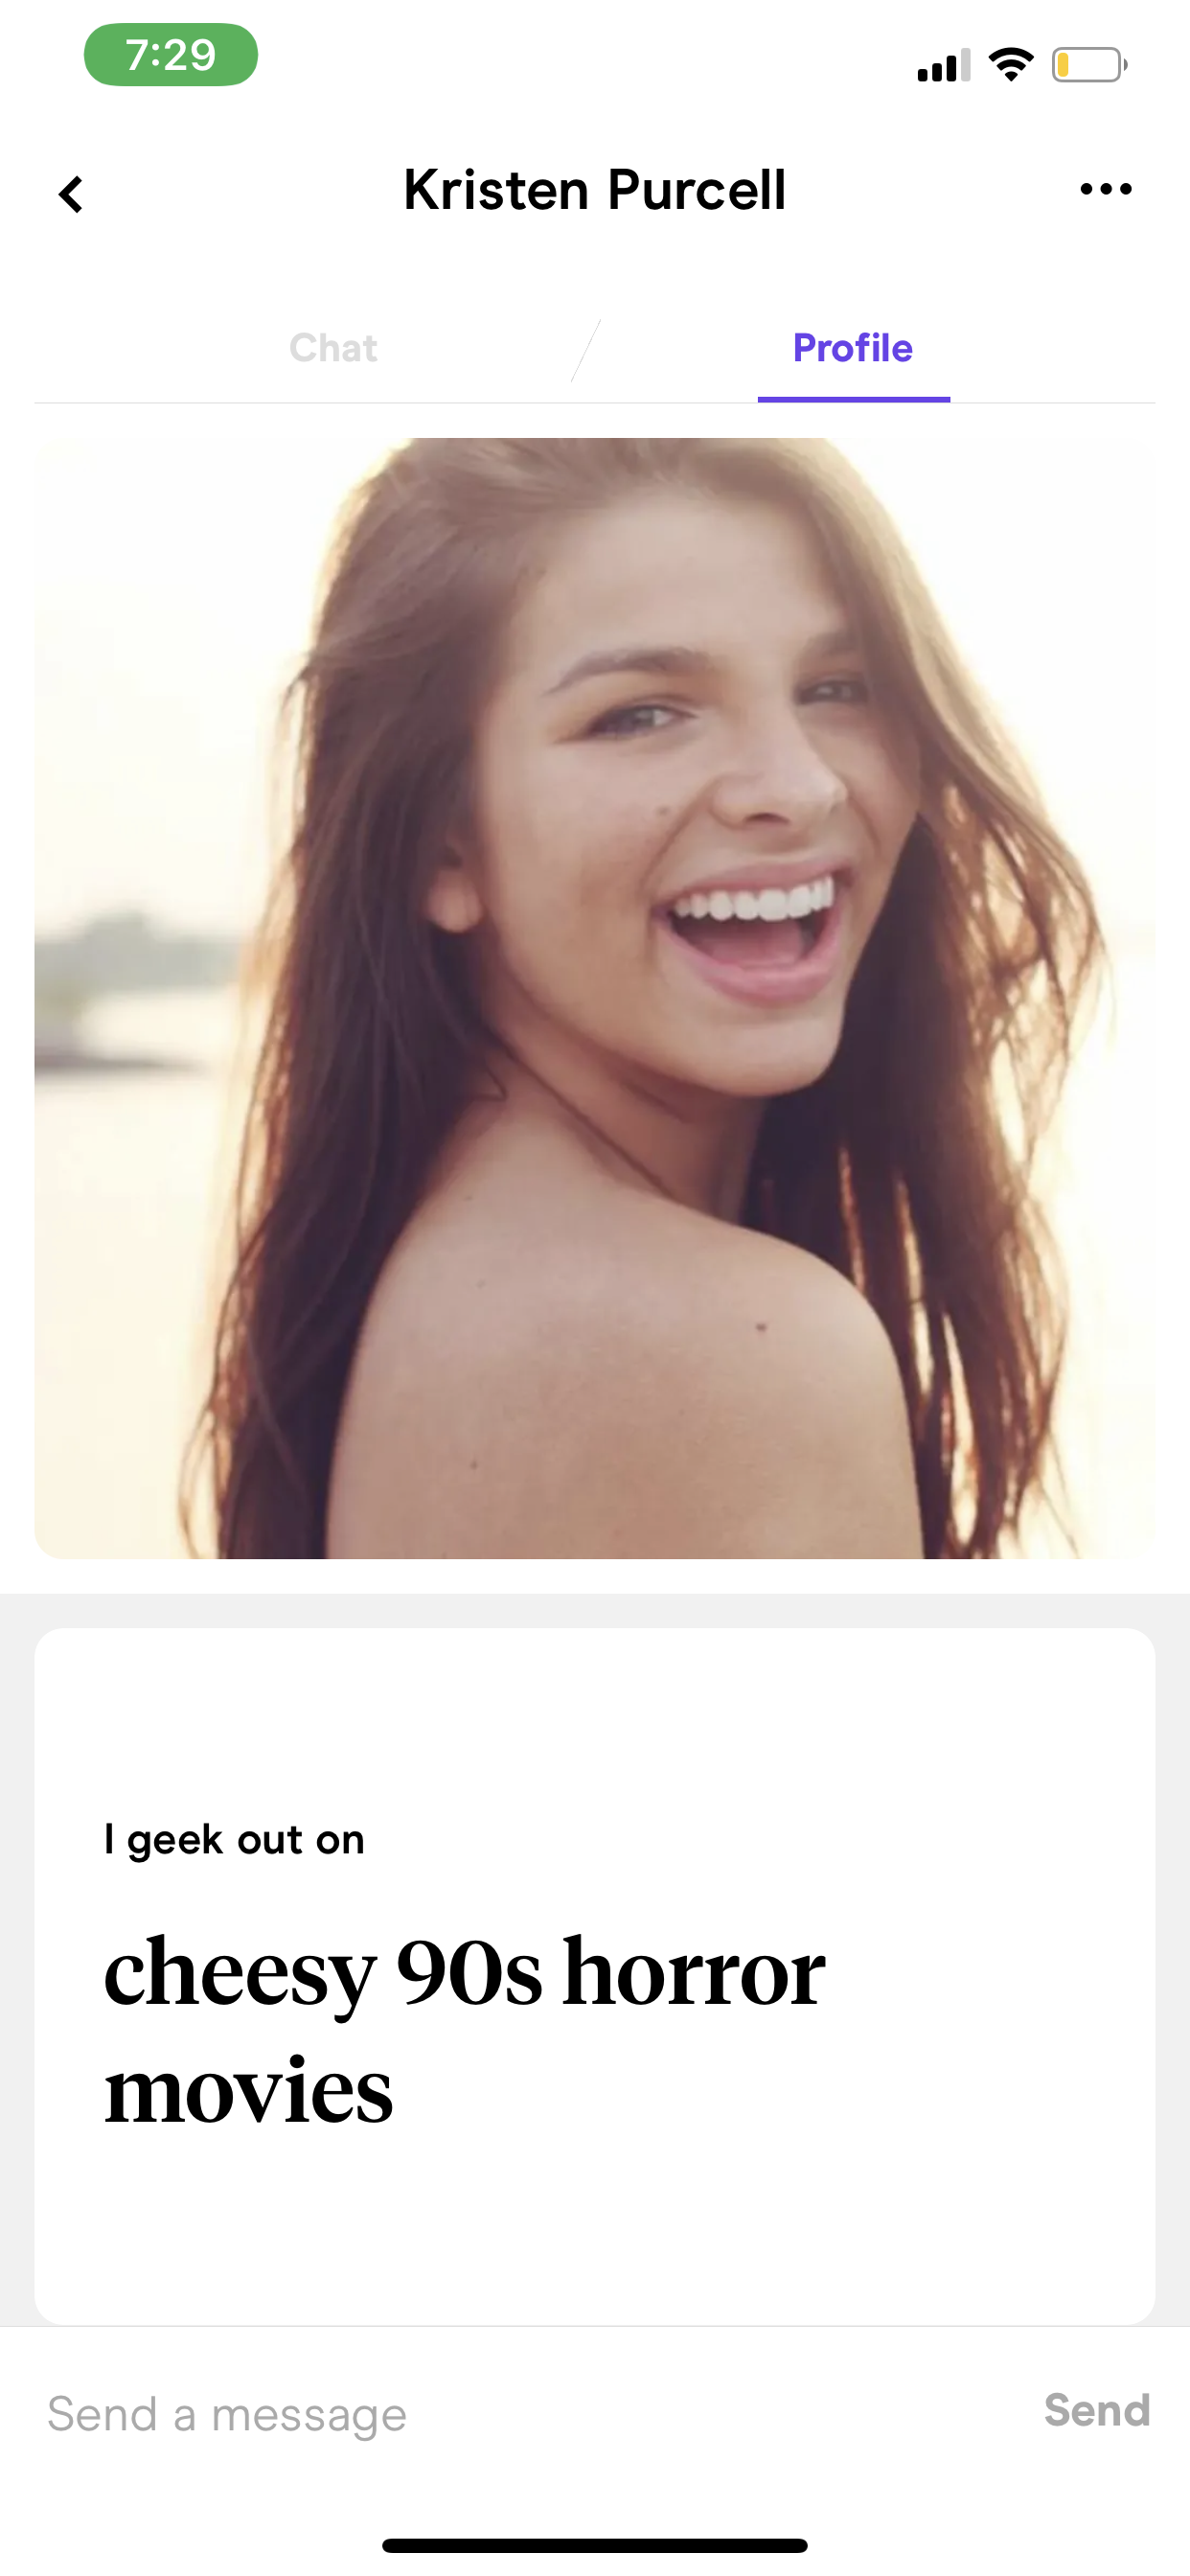 7:29
Kristen Purcell
Chat
Profile
I geek out on
cheesy 90s horror
movies
Send a message
Send